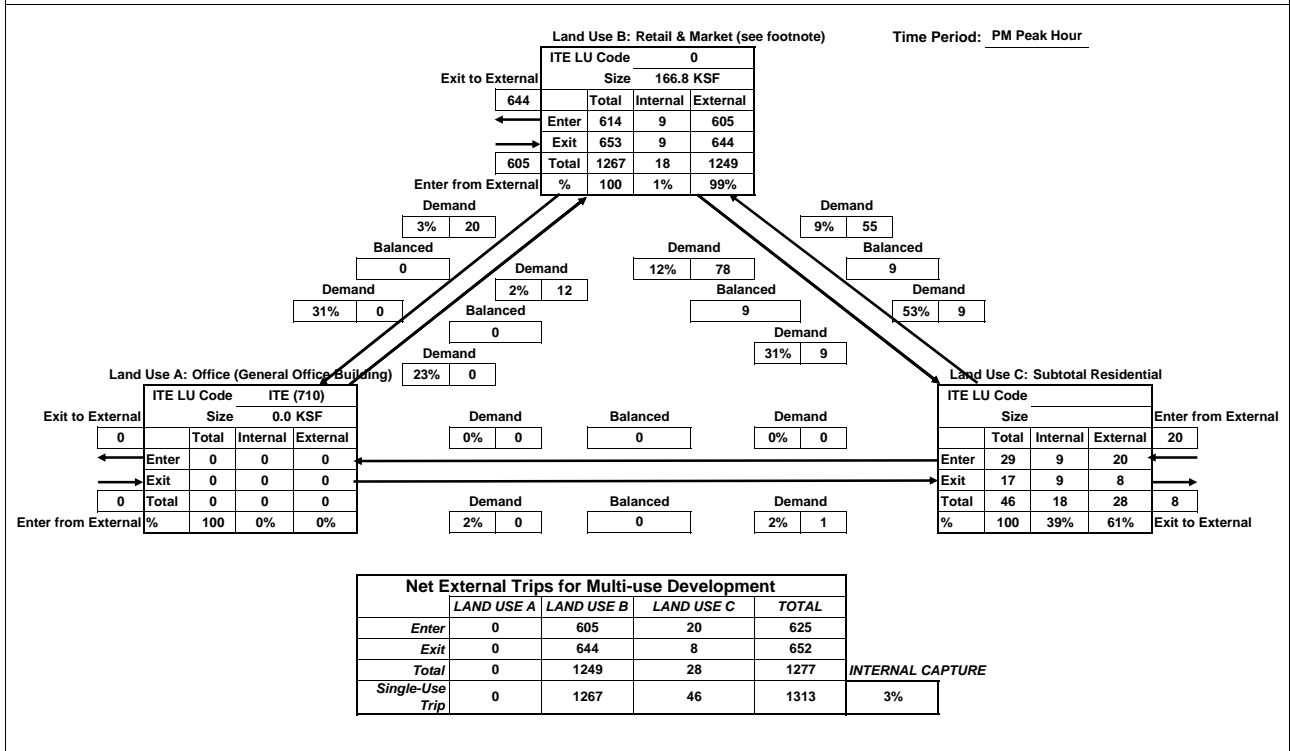 Land Use B: Retail & Market (see footnote)
Time Period: PM Peak Hour
ITE LU Code 0
Exit to External Size 166.8 KSF
644 Total Internal External
Enter 614 9 605
Exit 653 9 644
605 Total 1267 18 1249
Enter from External % 100 1% 99%
Demand Demand
3% 20 9% 55
Balanced Demand Balanced
0 Demand 12% 78 9
Demand 2% 12 Balanced Demand
31% 0 Balanced 9 53% 9
0 Demand
Demand 31% 9
Land Use A: Office (General Office Building) 23% 0 Land Use C: Subtotal Residential
ITE LU Code ITE (710) ITE LU Code
Exit to External Size 0.0 KSF Demand Balanced Demand Size Enter from External
0 Total Internal External 0% 0 0 0% 0 Total Internal External 20
Enter 0 0 0 Enter 29 9 20
Exit 0 0 0 Exit 17 9 8
0 Total 0 0 0 Demand Balanced Demand Total 46 18 28 8
Enter from External % 100 0% 0% 2% 0 0 2% 1 % 100 39% 61% Exit to External
Net External Trips for Multi-use Development
LAND USE A LAND USE B LAND USE C TOTAL
Enter 0 605 20 625
Exit 0 644 8 652
Total 0 1249 28 1277 INTERNAL CAPTURE
Single-Use
Trip 0 1267 46 1313 3%